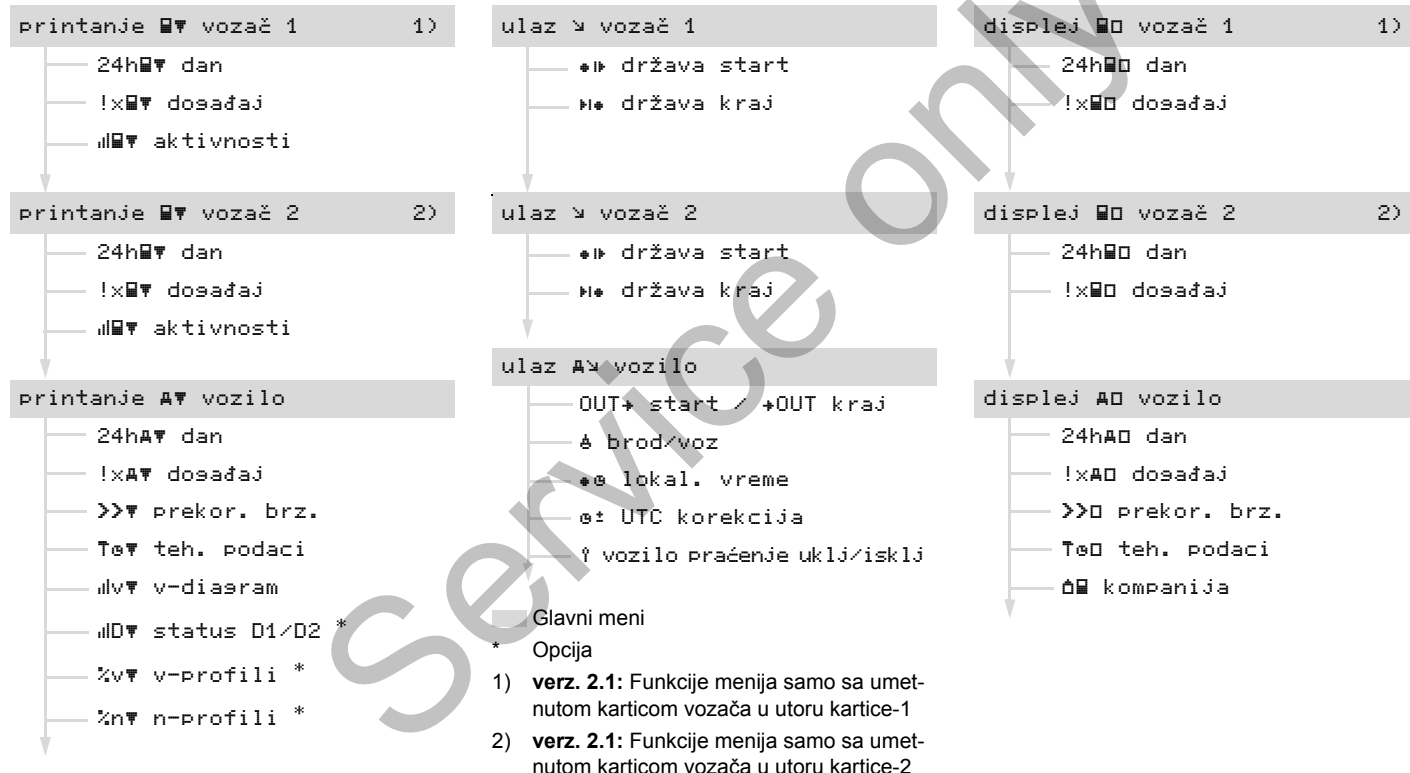 printanje vozač 1 1)
24h dan
!x događaj
aktivnosti
printanje vozač 2 2)
24h dan
!x događaj
aktivnosti
printanje vozilo
24h dan
!x događaj
>> prekor. brz.
teh. podaci
v v-diagram
D status D1/D2 *
%v v-profili *
%n n-profili *
ulaz vozač 1
država start
država kraj
ulaz vozač 2
država start
država kraj
ulaz vozilo
OUT→ start / →OUT kraj
brod/voz
lokal. vreme
UTC korekcija
vozilo praćenje uklj/isklj
Glavni meni
* Opcija
1) verz. 2.1: Funkcije menija samo sa umet-
nutom karticom vozača u utoru kartice-1
2) verz. 2.1: Funkcije menija samo sa umet-
nutom karticom vozača u utoru kartice-2
displej vozač 1 1)
24h dan
!x događaj
displej vozač 2 2)
24h dan
!x događaj
displej vozilo
24h dan
!x događaj
>> prekor. brz.
teh. podaci
kompanija
Service only